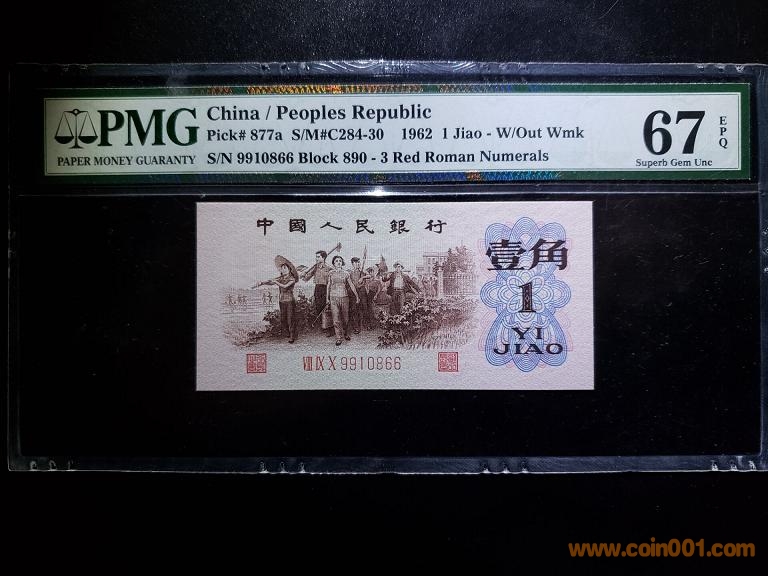 PMG
PAPER MONEY GUARANTY
China / Peoples Republic
Pick# 877a S/M#C284-30 1962 1 Jiao - W/Out Wmk
S/N 9910866 Block 890 - 3 Red Roman Numerals
67
EPQ
Superb Gem Unc
中國人民銀行
壹角
1
YI
JIAO
VIII IX X 9910866
www.coin001.com